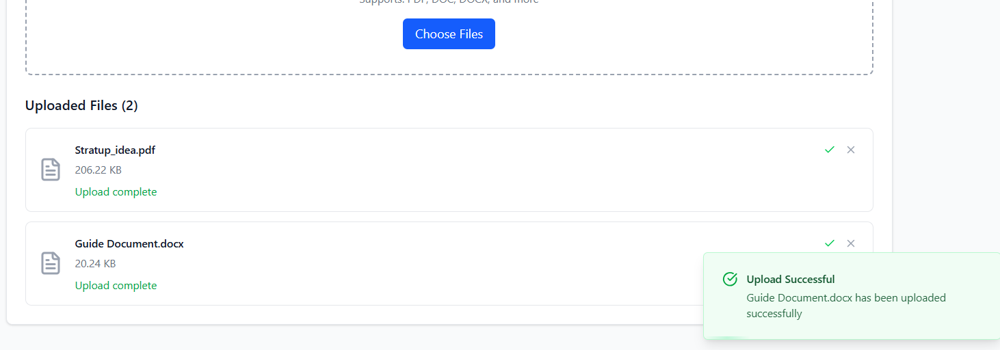 Supports: PDF, DOC, DOCX, and more
Choose Files
Uploaded Files (2)
Stratup_idea.pdf
206.22 KB
Upload complete
Guide Document.docx
20.24 KB
Upload complete
Upload Successful
Guide Document.docx has been uploaded
successfully